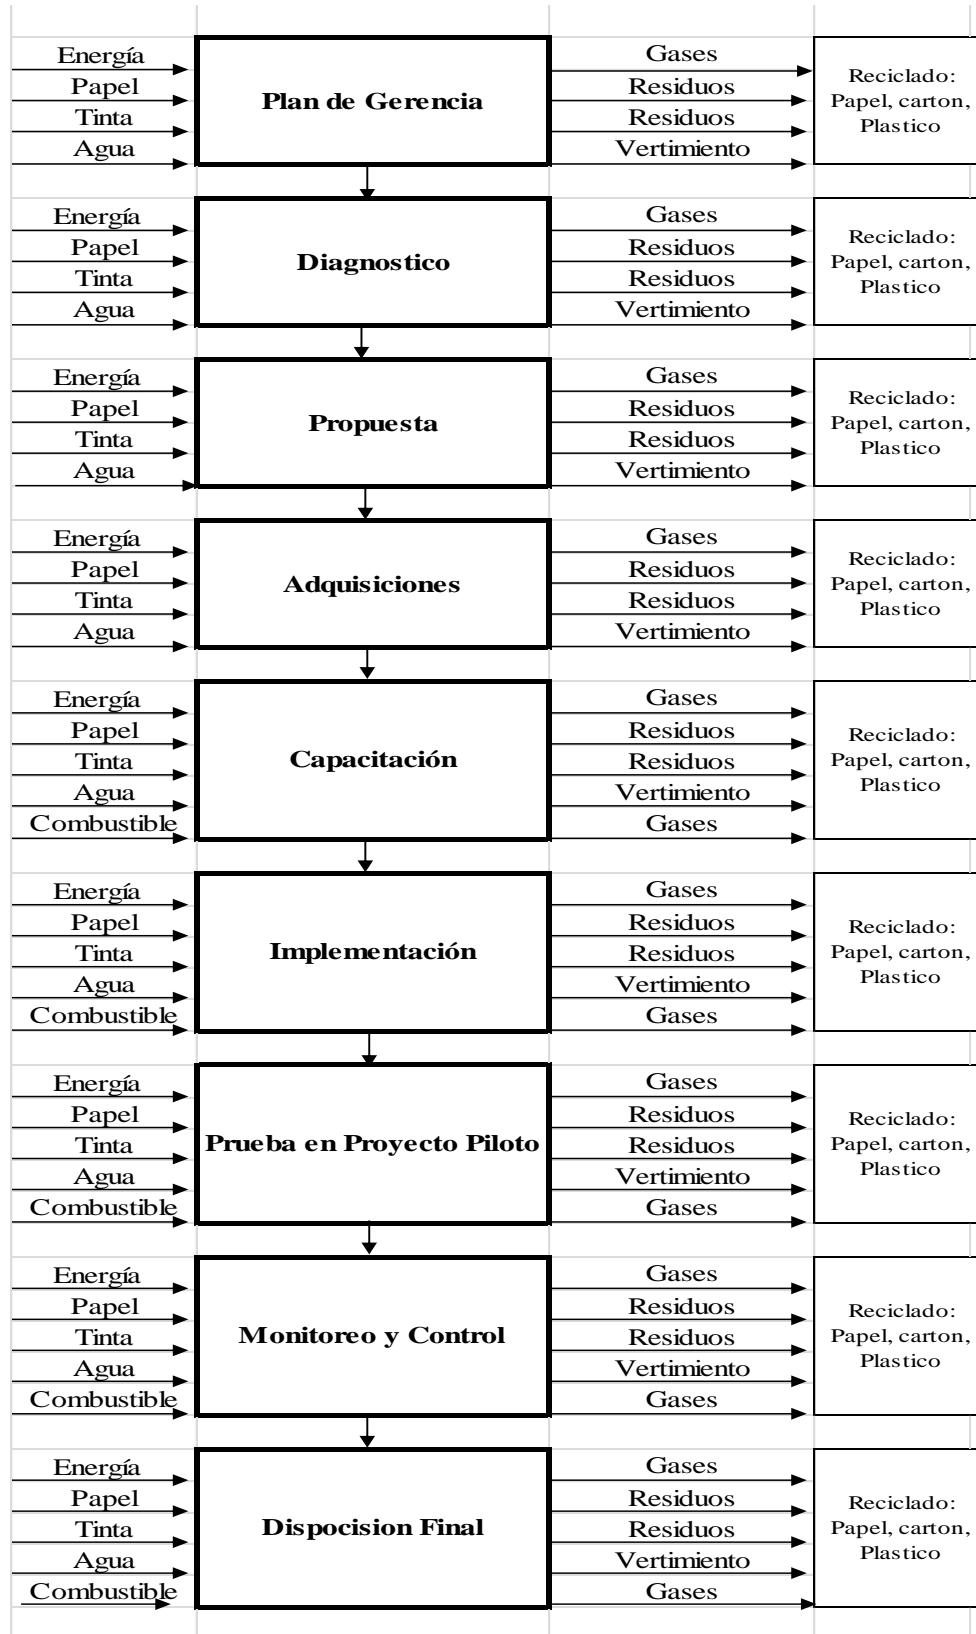 Energía
Papel
Tinta
Agua
Plan de Gerencia
Gases
Residuos
Residuos
Vertimiento
Reciclado:
Papel, carton,
Plastico
Energía
Papel
Tinta
Agua
Diagnostico
Gases
Residuos
Residuos
Vertimiento
Reciclado:
Papel, carton,
Plastico
Energía
Papel
Tinta
Agua
Propuesta
Gases
Residuos
Residuos
Vertimiento
Reciclado:
Papel, carton,
Plastico
Energía
Papel
Tinta
Agua
Adquisiciones
Gases
Residuos
Residuos
Vertimiento
Reciclado:
Papel, carton,
Plastico
Energía
Papel
Tinta
Agua
Combustible
Capacitación
Gases
Residuos
Residuos
Vertimiento
Gases
Reciclado:
Papel, carton,
Plastico
Energía
Papel
Tinta
Agua
Combustible
Implementación
Gases
Residuos
Residuos
Vertimiento
Gases
Reciclado:
Papel, carton,
Plastico
Energía
Papel
Tinta
Agua
Combustible
Prueba en Proyecto Piloto
Gases
Residuos
Residuos
Vertimiento
Gases
Reciclado:
Papel, carton,
Plastico
Energía
Papel
Tinta
Agua
Combustible
Monitoreo y Control
Gases
Residuos
Residuos
Vertimiento
Gases
Reciclado:
Papel, carton,
Plastico
Energía
Papel
Tinta
Agua
Combustible
Dispocision Final
Gases
Residuos
Residuos
Vertimiento
Gases
Reciclado:
Papel, carton,
Plastico